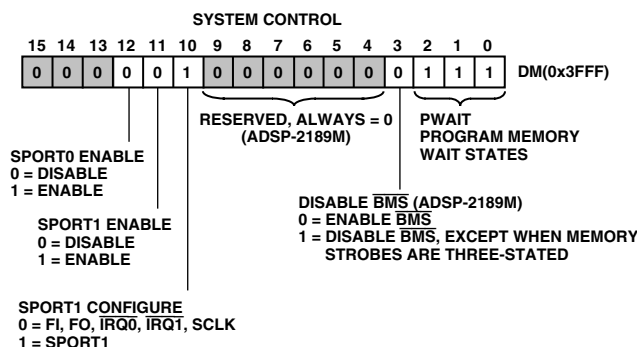 SYSTEM CONTROL
15 14 13 12 11 10 9 8 7 6 5 4 3 2 1 0
0 0 0 0 0 1 0 0 0 0 0 0 0 1 1 1 DM(0x3FFF)
RESERVED, ALWAYS = 0
(ADSP-2189M)
PWAIT
PROGRAM MEMORY
WAIT STATES
SPORT0 ENABLE
0 = DISABLE
1 = ENABLE
DISABLE BMS (ADSP-2189M)
0 = ENABLE BMS
1 = DISABLE BMS, EXCEPT WHEN MEMORY
STROBES ARE THREE-STATED
SPORT1 ENABLE
0 = DISABLE
1 = ENABLE
SPORT1 CONFIGURE
0 = FI, FO, IRQ0, IRQ1, SCLK
1 = SPORT1